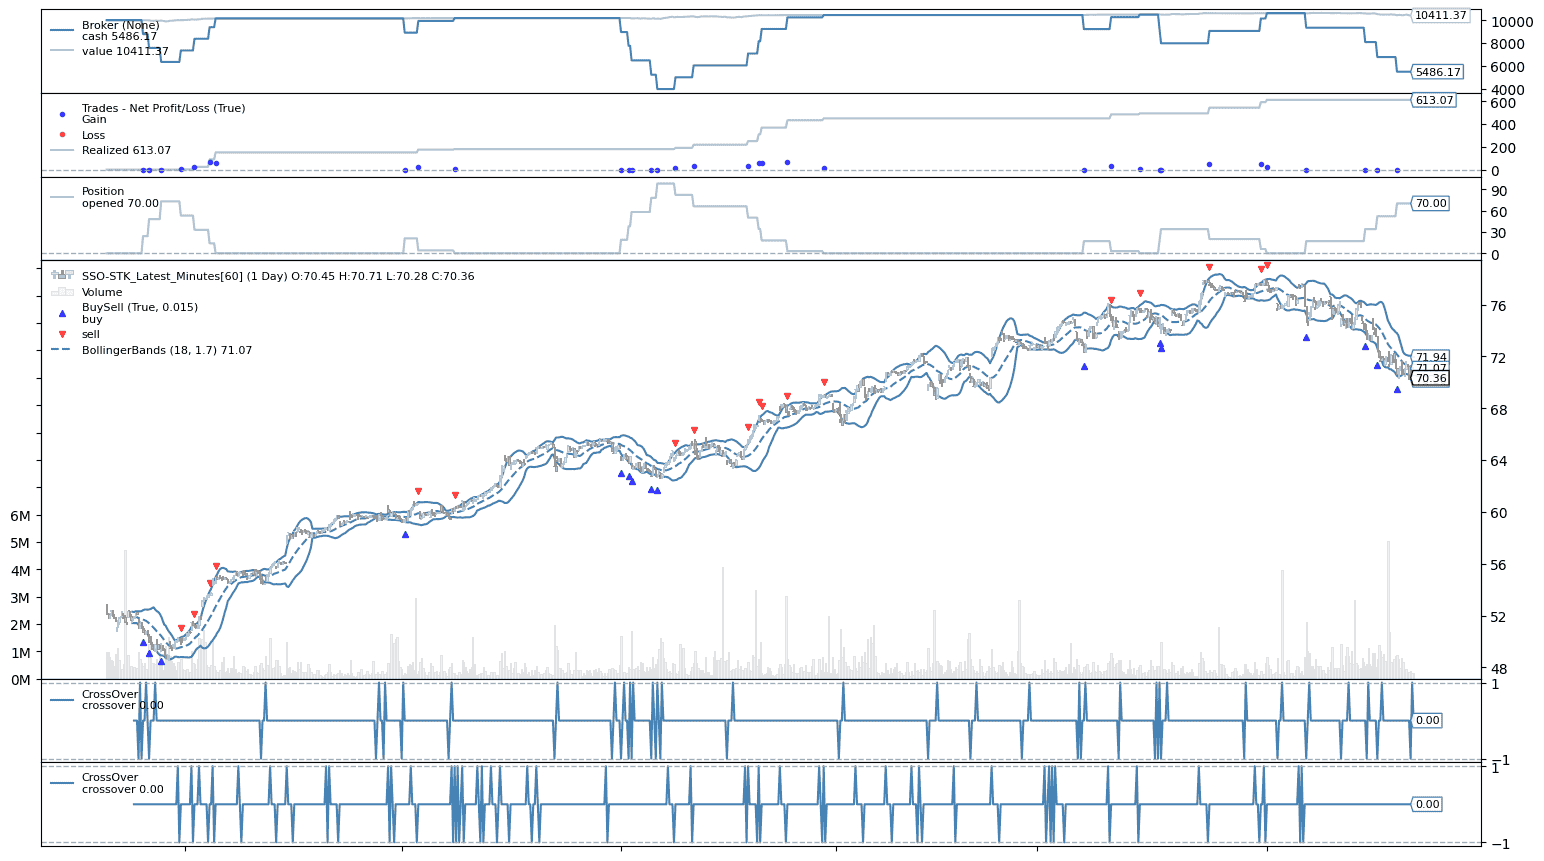 Broker (None)
cash 5486.17
value 10411.37
10411.37
10000
8000
6000
5486.17
4000
Trades - Net Profit/Loss (True)
Gain
Loss
Realized 613.07
613.07
600
400
200
0
Position
opened 70.00
90
70.00
60
30
0
SSO-STK_Latest_Minutes[60] (1 Day) O:70.45 H:70.71 L:70.28 C:70.36
Volume
BuySell (True, 0.015)
buy
sell
BollingerBands (18, 1.7) 71.07
76
72
71.94
71.07
70.36
68
64
60
56
52
48
6M
5M
4M
3M
2M
1M
0M
CrossOver
crossover 0.00
1
0.00
−1
CrossOver
crossover 0.00
1
0.00
−1